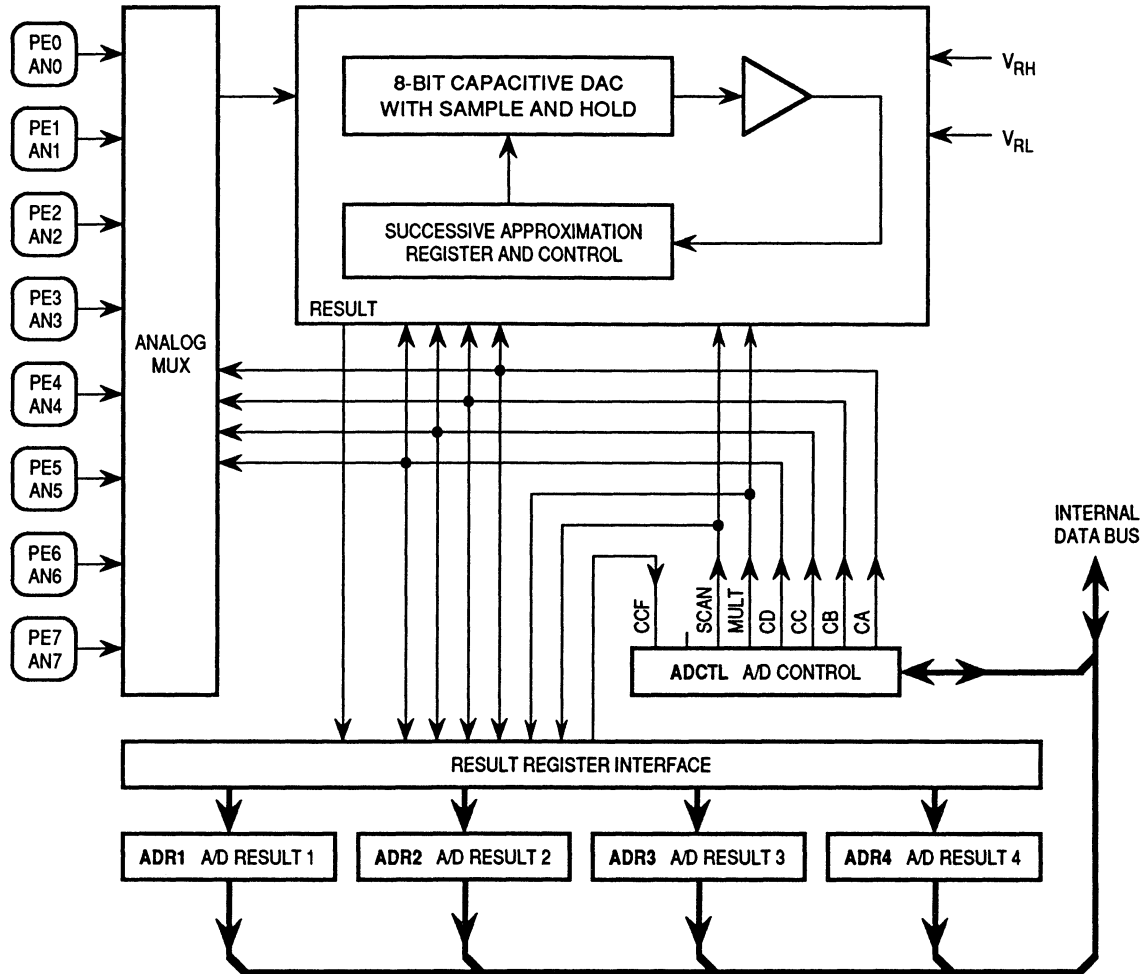 PE0
AN0
PE1
AN1
PE2
AN2
PE3
AN3
PE4
AN4
PE5
AN5
PE6
AN6
PE7
AN7
ANALOG
MUX
8-BIT CAPACITIVE DAC
WITH SAMPLE AND HOLD
SUCCESSIVE APPROXIMATION
REGISTER AND CONTROL
RESULT
VRH
VRL
INTERNAL
DATA BUS
CCF
SCAN
MULT
CD
CC
CB
CA
ADCTL A/D CONTROL
RESULT REGISTER INTERFACE
ADR1 A/D RESULT 1
ADR2 A/D RESULT 2
ADR3 A/D RESULT 3
ADR4 A/D RESULT 4